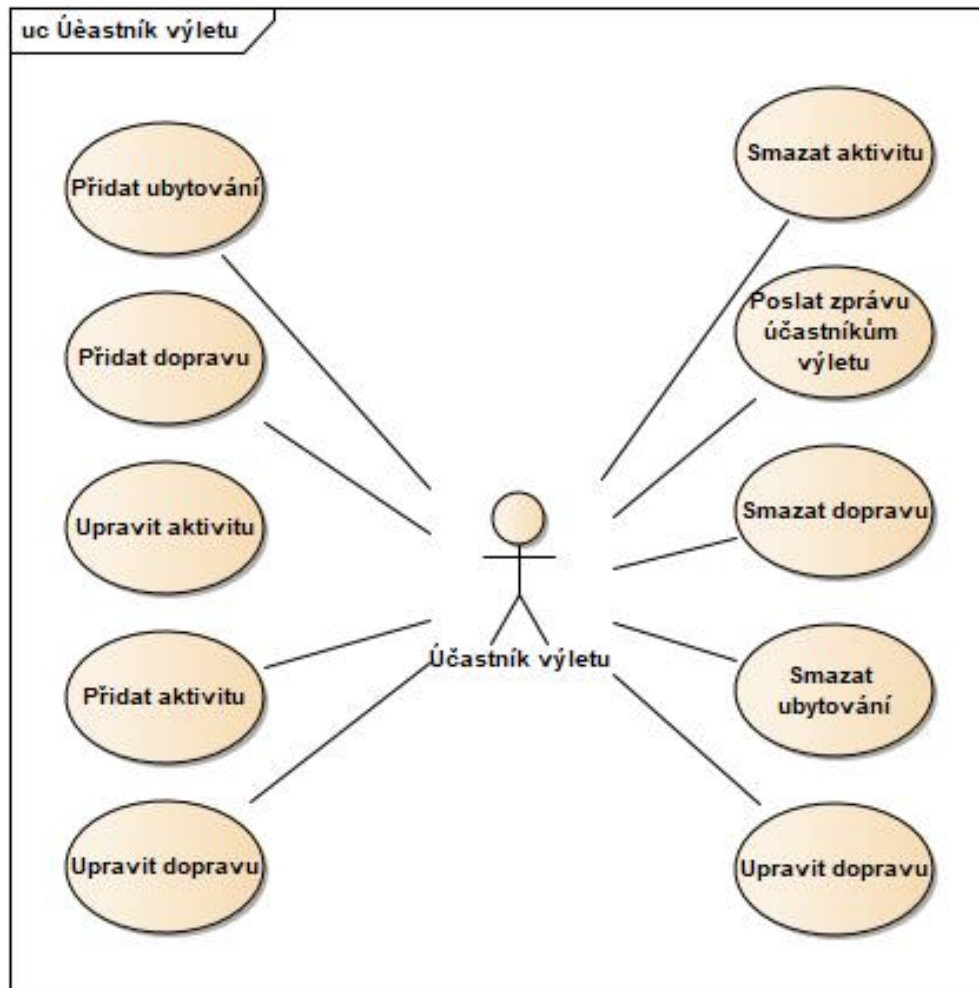 uc Úèastník výletu
Přidat ubytování
Přidat dopravu
Upravit aktivitu
Přidat aktivitu
Upravit dopravu
Účastník výletu
Smazat aktivitu
Poslat zprávu
účastníkům
výletu
Smazat dopravu
Smazat
ubytování
Upravit dopravu